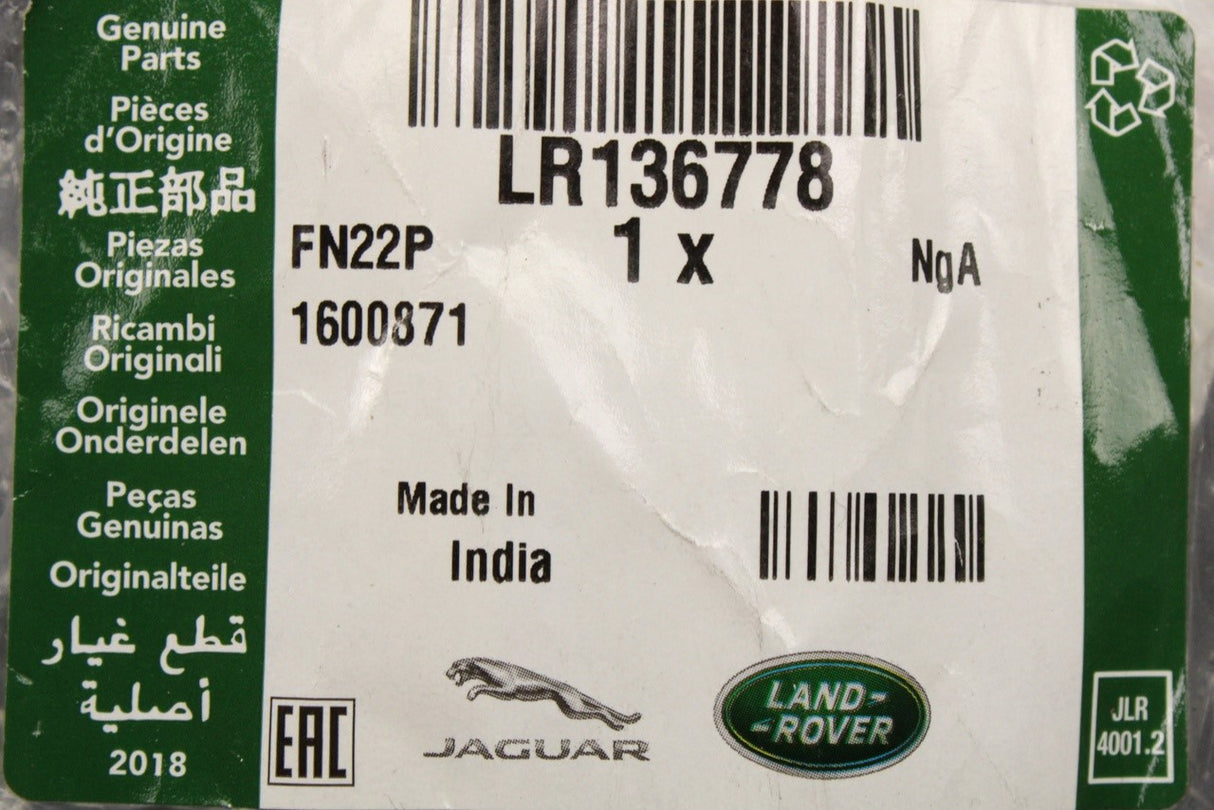 Genuine
Parts
Pièces
d'Origine
純正部品
Piezas
Originales
Ricambi
Originali
Originele
Onderdelen
Peças
Genuinas
Originalteile
قطع غيار
أصلية
2018
LR136778
FN22P
1 x
NgA
1600871
Made In
India
EAC
JAGUAR
LAND-
-ROVER
JLR
4001.2